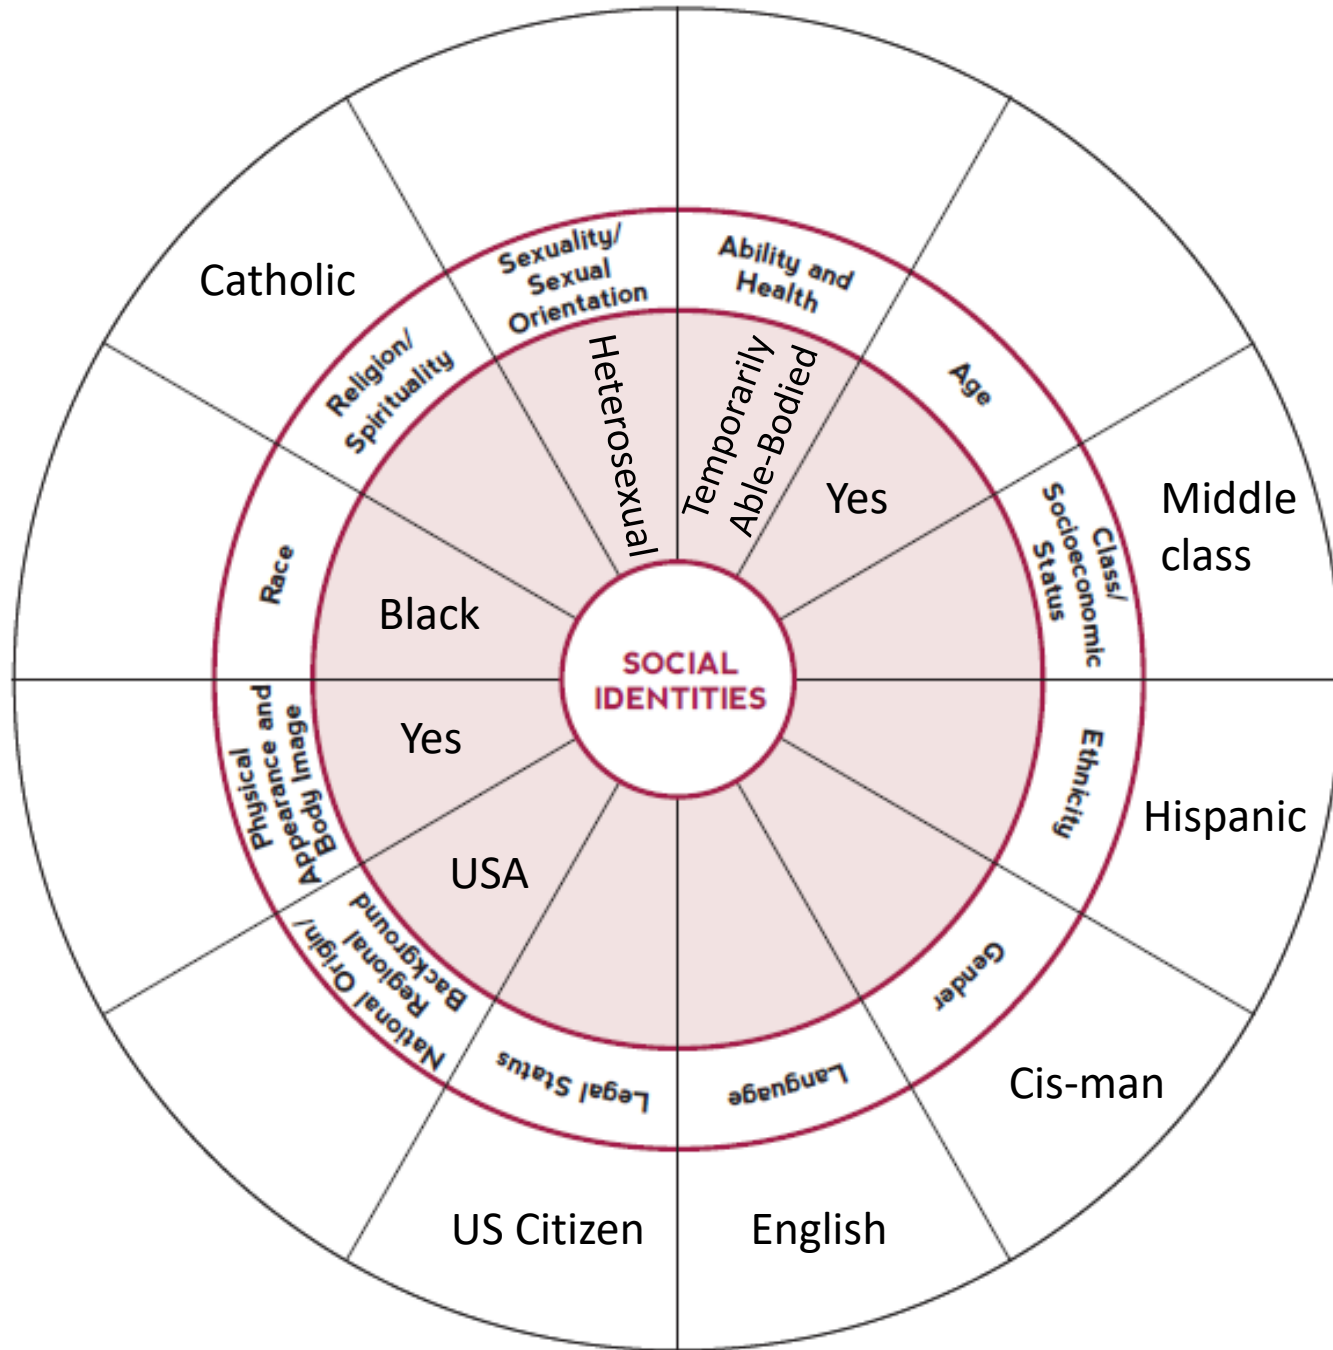 SOCIAL
IDENTITIES
Ability and
Health
Temporarily
Able-Bodied
Age
Yes
Class/
Socioeconomic
Status
Middle
class
Ethnicity
Hispanic
Gender
Cis-man
Language
English
Legal Status
US Citizen
National Origin/
Regional
Background
USA
Physical
Appearance and
Body Image
Yes
Race
Black
Religion/
Spirituality
Catholic
Sexuality/
Sexual
Orientation
Heterosexual